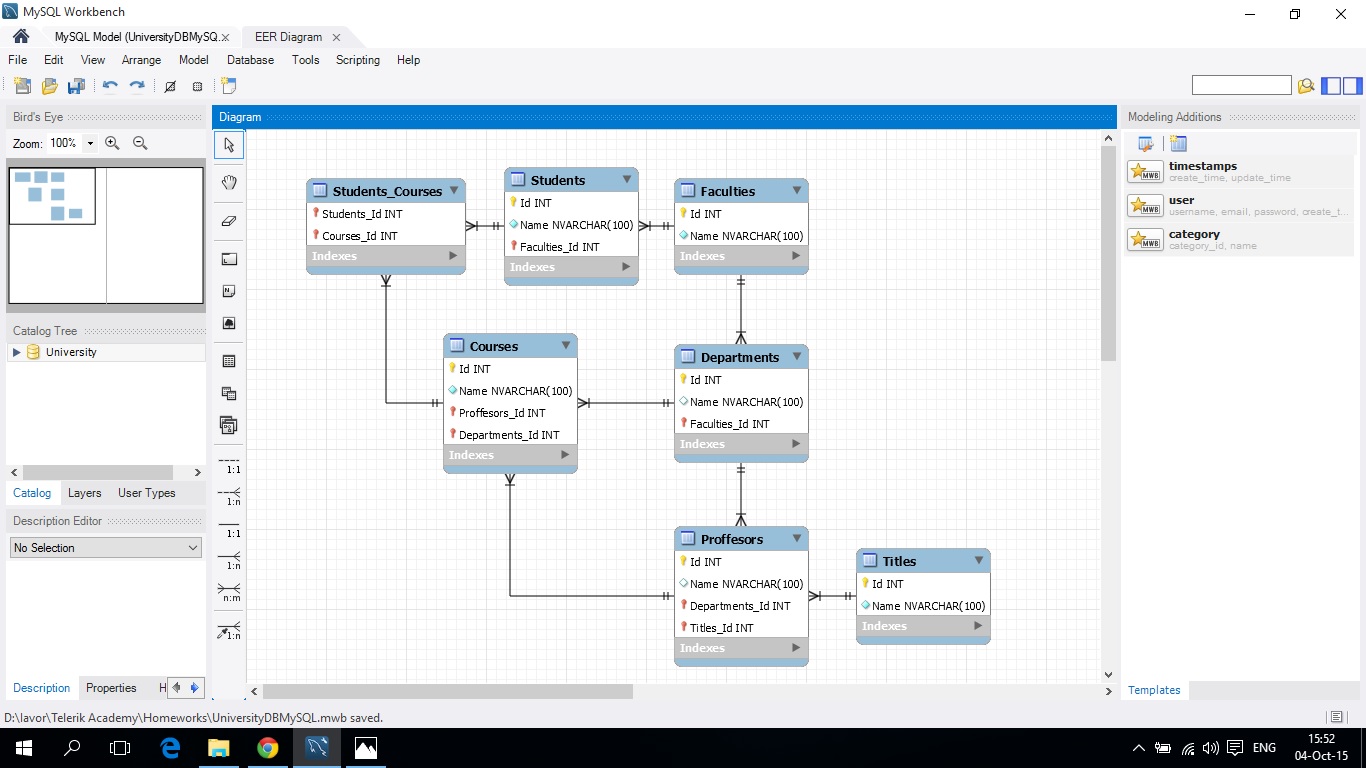 MySQL Workbench
MySQL Model (UniversityDBMySQ.x
EER Diagram
File Edit View Arrange Model Database Tools Scripting Help
Bird's Eye
Zoom: 100%
Catalog Tree
University
Catalog Layers User Types
Description Editor
No Selection
Description Properties H
Diagram
1:1
1:n
1:1
1:n
n:m
1:n
Students_Courses
Students_Id INT
Courses_Id INT
Indexes
Students
Id INT
Name NVARCHAR(100)
Faculties_Id INT
Indexes
Faculties
Id INT
Name NVARCHAR(100)
Indexes
Courses
Id INT
Name NVARCHAR(100)
Proffesors_Id INT
Departments_Id INT
Indexes
Departments
Id INT
Name NVARCHAR(100)
Faculties_Id INT
Indexes
Proffesors
Id INT
Name NVARCHAR(100)
Departments_Id INT
Titles_Id INT
Indexes
Titles
Id INT
Name NVARCHAR(100)
Indexes
Modeling Additions
MWB
timestamps
create_time, update_time
MWB
user
username, email, password, create_t...
MWB
category
category_id, name
Templates
D:\lavor\Telerik Academy\Homeworks\UniversityDBMySQL.mwb saved.
ENG
15:52
04-Oct-15